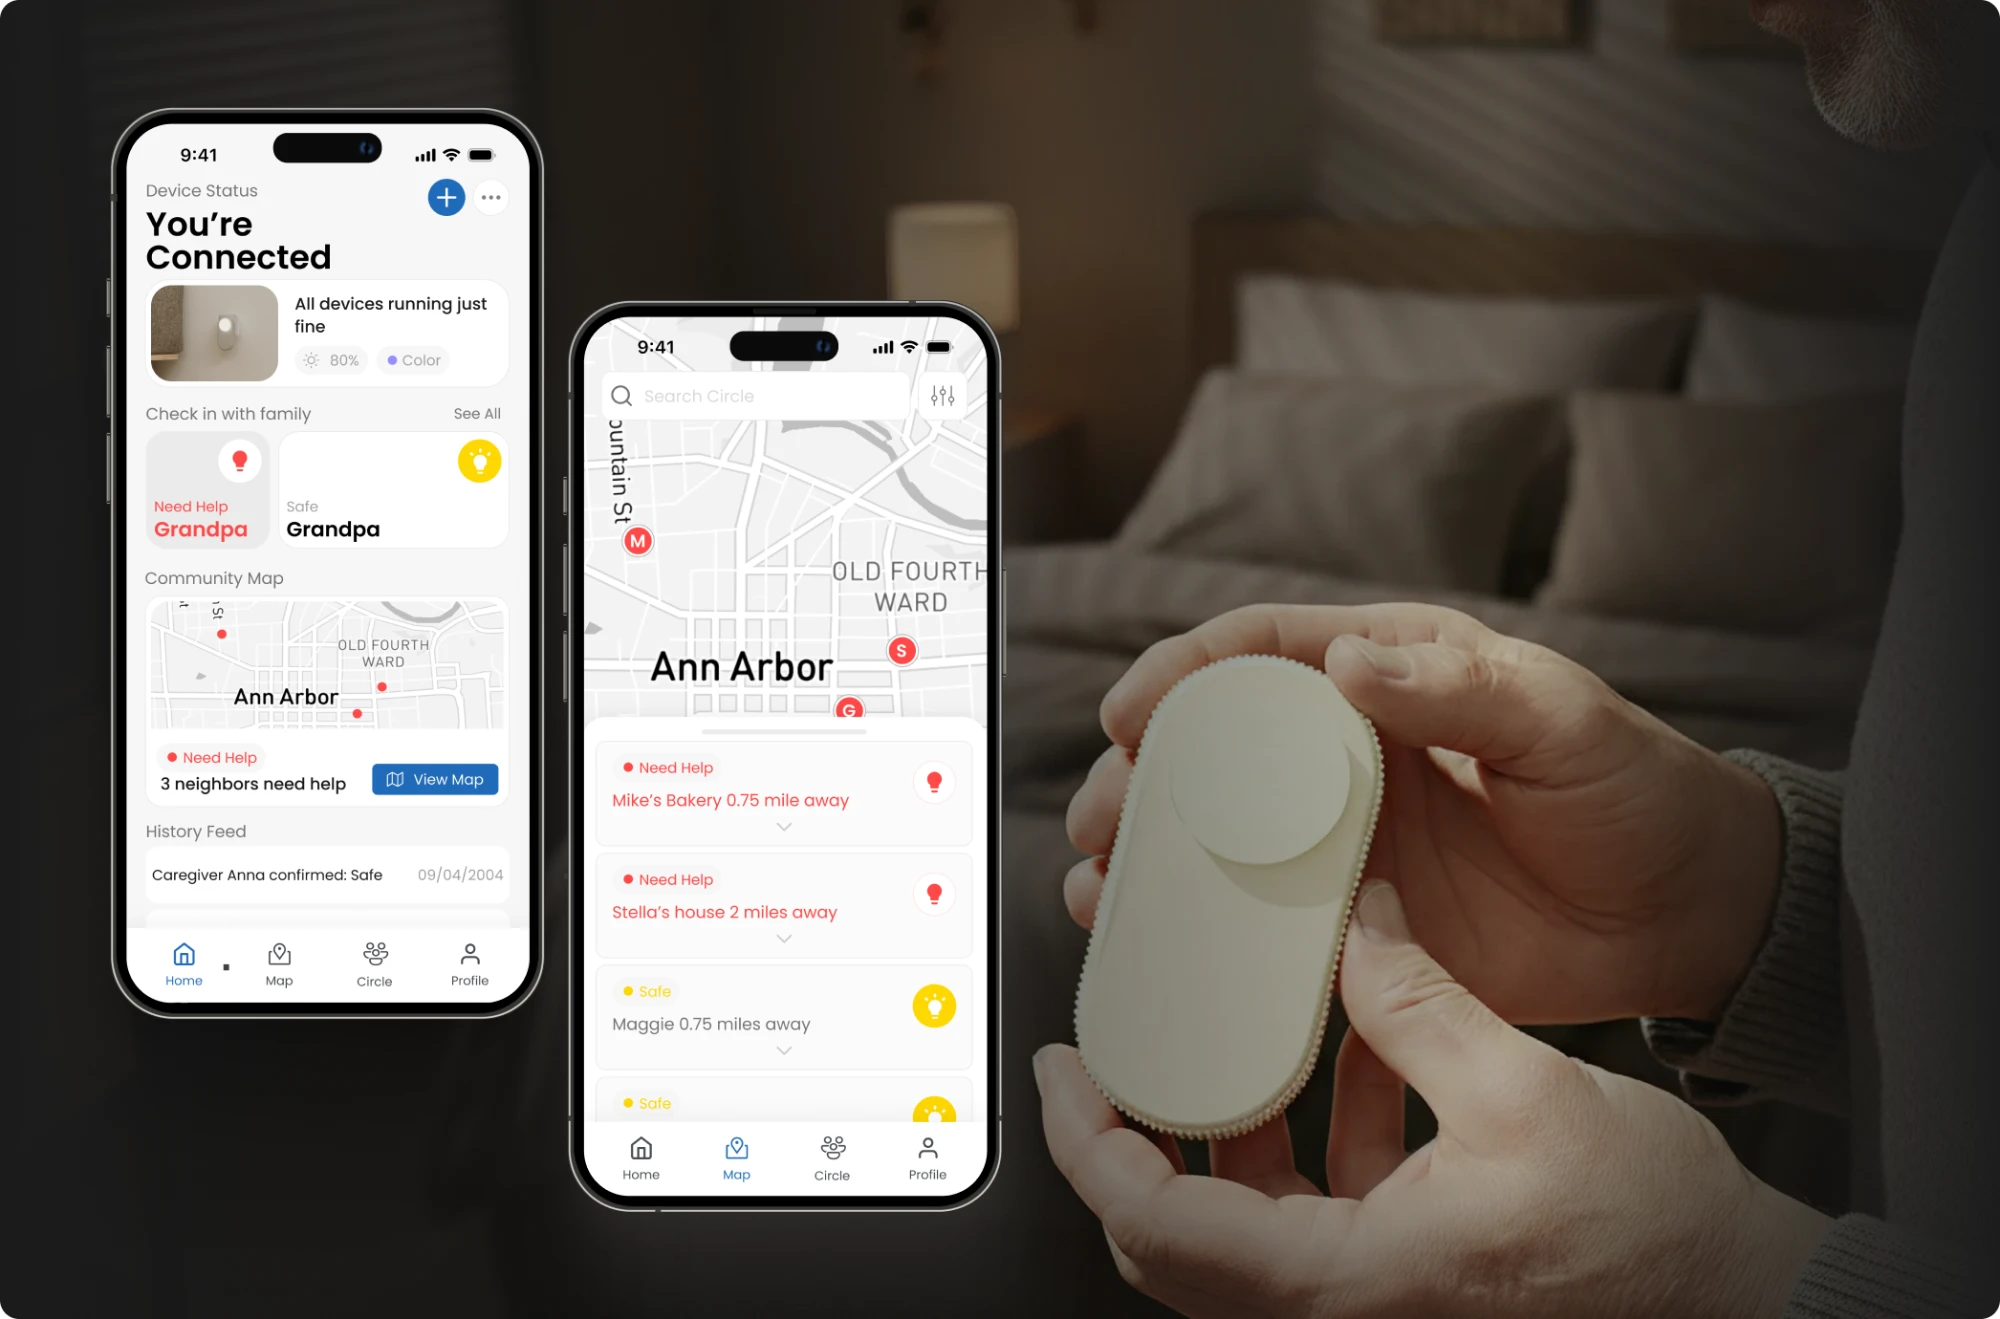 9:41
Device Status
You're
Connected
All devices running just
fine
80%
Color
Check in with family
See All
Need Help
Grandpa
Safe
Grandpa
Community Map
St
OLD FOURTH
WARD
Ann Arbor
Need Help
3 neighbors need help
View Map
History Feed
Caregiver Anna confirmed: Safe
09/04/2004
Home
Map
Circle
Profile
9:41
Search Circle
ountain St
M
OLD FOURTH
WARD
S
Ann Arbor
G
Need Help
Mike's Bakery 0.75 mile away
Need Help
Stella's house 2 miles away
Safe
Maggie 0.75 miles away
Safe
Home
Map
Circle
Profile